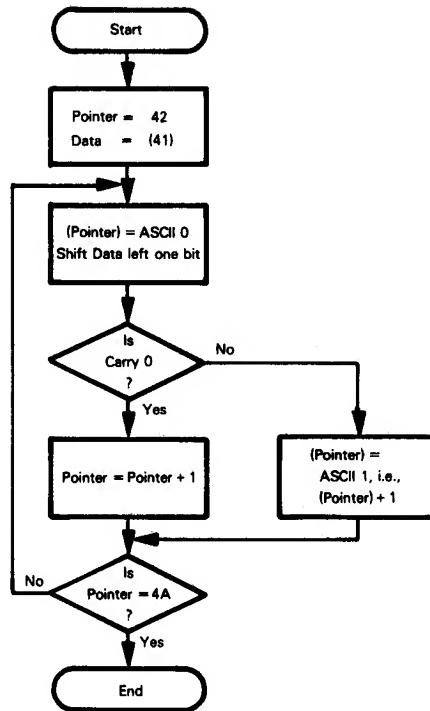 Start
Pointer = 42
Data = (41)
(Pointer) = ASCII 0
Shift Data left one bit
Is
Carry 0
?
No
Yes
Pointer = Pointer + 1
(Pointer) =
ASCII 1, i.e.,
(Pointer) + 1
Is
Pointer = 4A
?
No
Yes
End